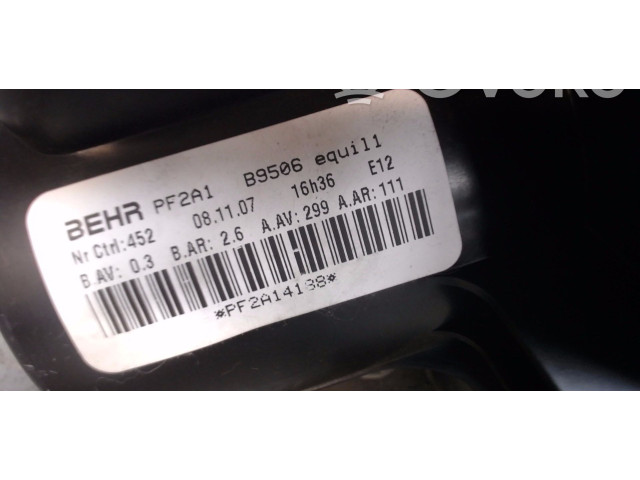 BEHR PF2A1 B9506 equil1
Nr Ctrl:452 08.11.07 16h36 E12
B.AV: 0.3 B.AR: 2.6 A.AV:299 A.AR:111
*PF2A14138*